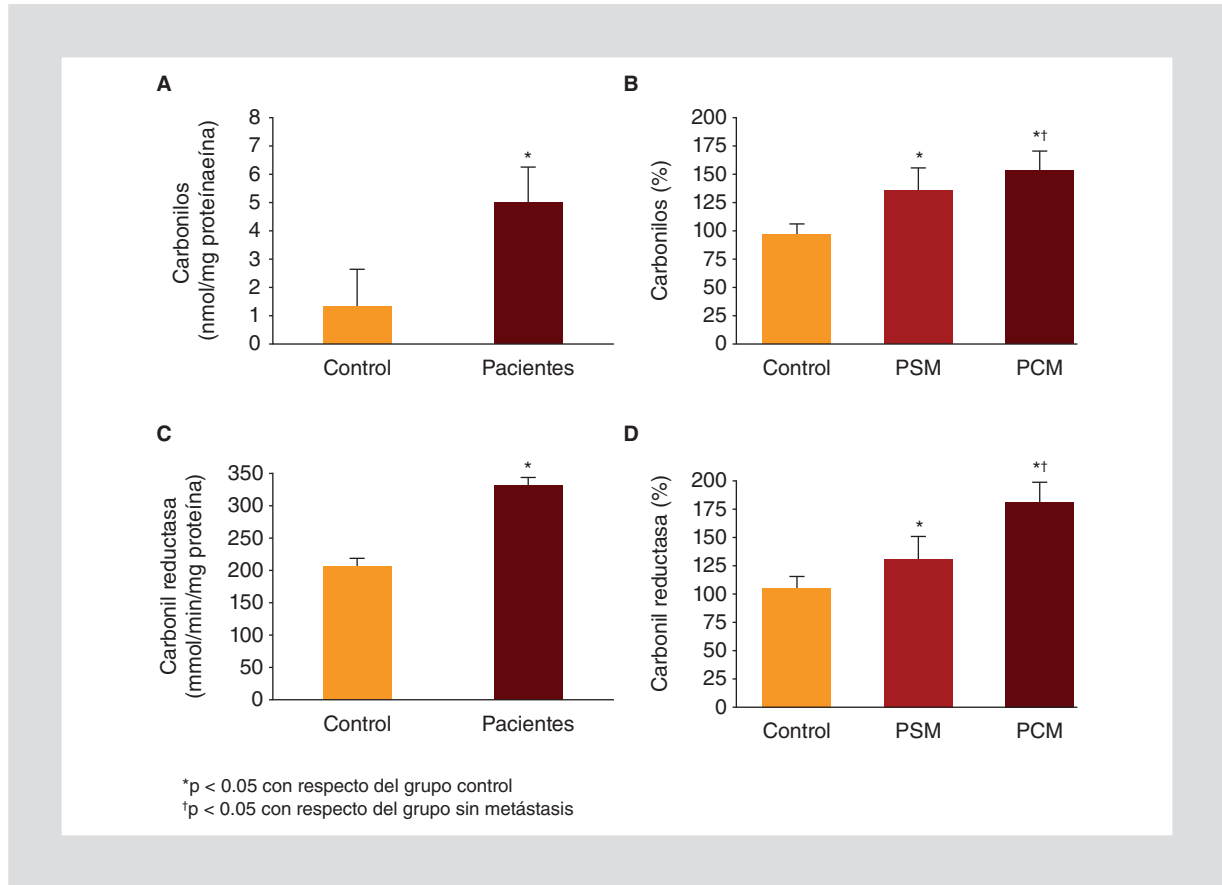 A
Carbonilos
(nmol/mg proteínaeína)
8
7
6
5
4
3
2
1
0
*
Control
Pacientes
B
Carbonilos (%)
200
175
150
125
100
75
50
25
0
*
*†
Control
PSM
PCM
C
Carbonil reductasa
(mmol/min/mg proteína)
350
300
250
200
150
100
50
0
*
Control
Pacientes
D
Carbonil reductasa (%)
200
175
150
125
100
75
50
25
0
*
*†
Control
PSM
PCM
*p < 0.05 con respecto del grupo control
†p < 0.05 con respecto del grupo sin metástasis